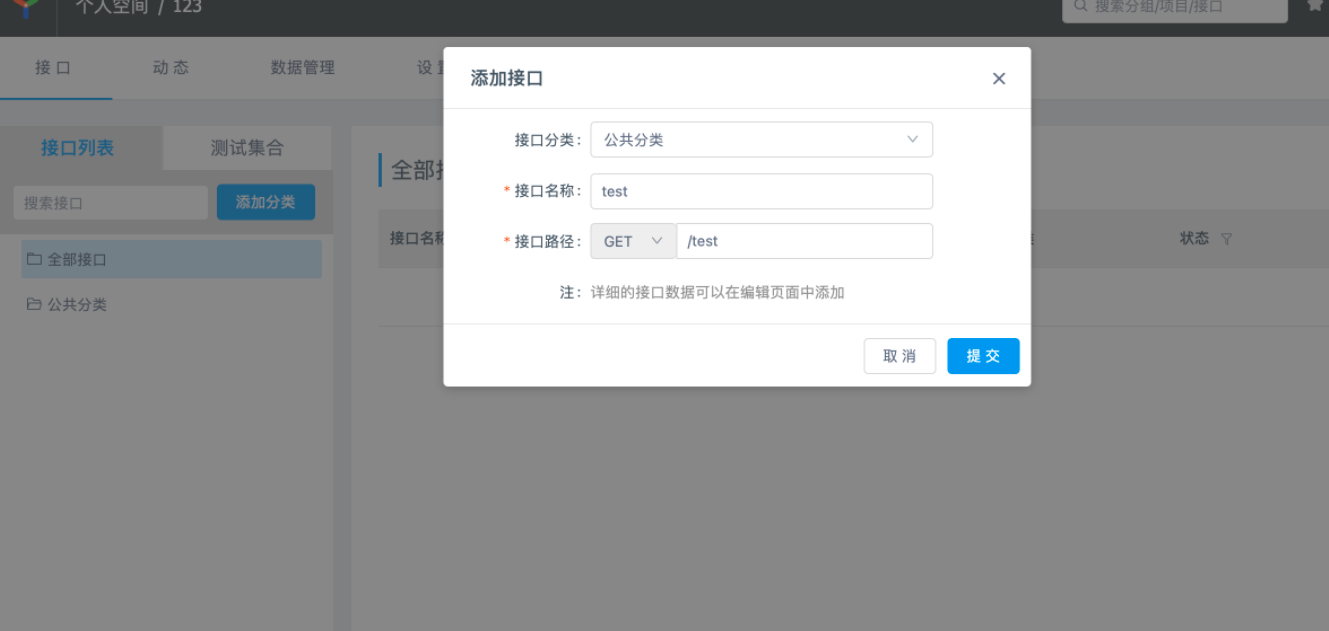 个人空间 / 123
搜索分组/项目/接口
接口 动态 数据管理 设
添加接口
接口列表 测试集合
接口分类: 公共分类
全部
* 接口名称: test
搜索接口 添加分类
* 接口路径: GET /test
接口名称 状态
全部接口
注: 详细的接口数据可以在编辑页面中添加
公共分类
取消 提交